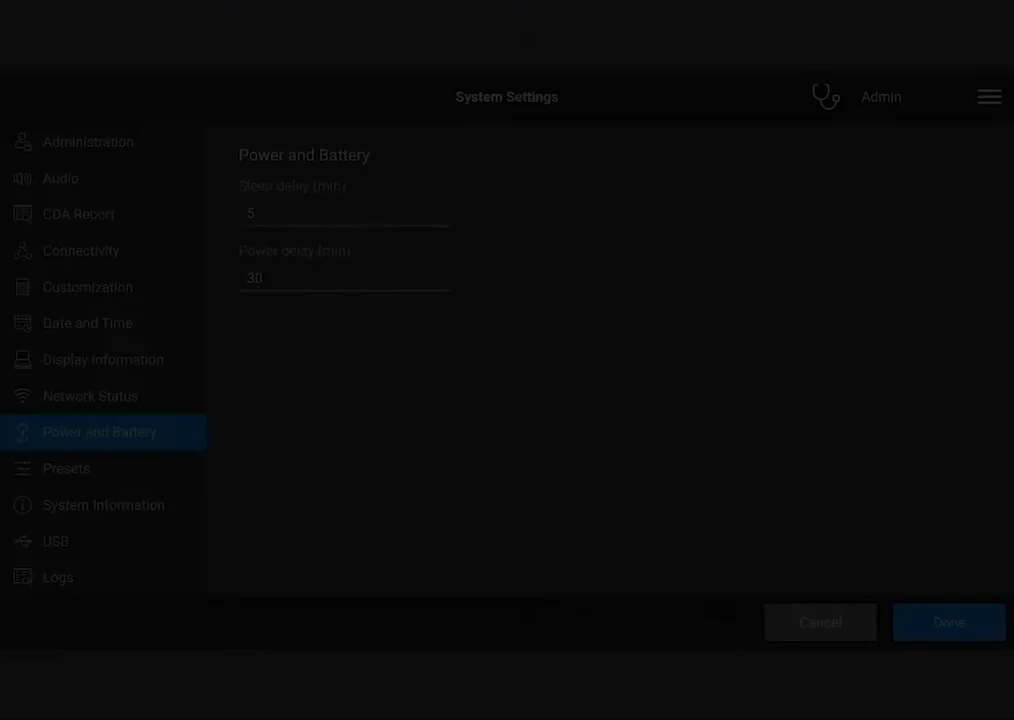 System Settings
Admin
Administration
Audio
CDA Report
Connectivity
Customization
Date and Time
Display Information
Network Status
Power and Battery
Presets
System Information
USB
Logs
Power and Battery
Sleep delay (min)
5
Power delay (min)
30
Cancel
Done